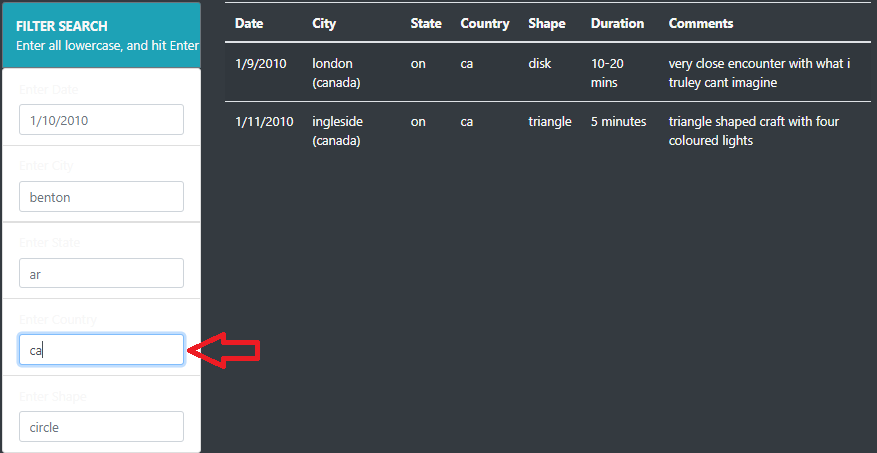 FILTER SEARCH
Enter all lowercase, and hit Enter
Enter Date
1/10/2010
Enter City
benton
Enter State
ar
Enter Country
ca
Enter Shape
circle
Date City State Country Shape Duration Comments
1/9/2010 london on ca disk 10-20 very close encounter with what i
(canada) mins truley cant imagine
1/11/2010 ingleside on ca triangle 5 minutes triangle shaped craft with four
(canada) coloured lights